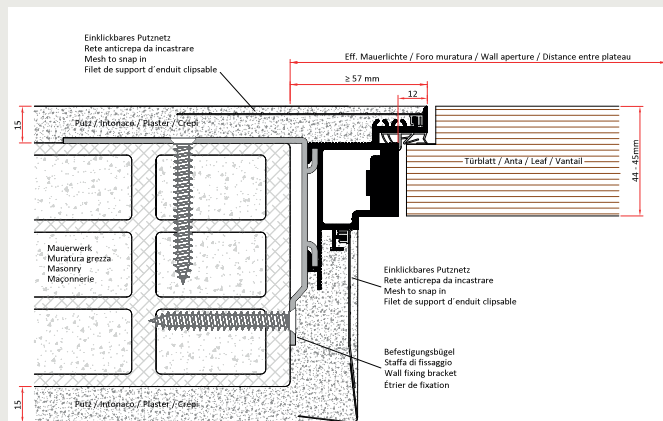 Einklickbares Putznetz
Rete anticrepa da incastrare
Mesh to snap in
Filet de support d´enduit clipsable
Eff. Mauerlichte / Foro muratura / Wall aperture / Distance entre plateau
≥ 57 mm
12
15
Putz / Intonaco / Plaster / Crépi
Türblatt / Anta / Leaf / Vantail
44 - 45mm
Mauerwerk
Muratura grezza
Masonry
Maçonnerie
Einklickbares Putznetz
Rete anticrepa da incastrare
Mesh to snap in
Filet de support d´enduit clipsable
Befestigungsbügel
Staffa di fissaggio
Wall fixing bracket
Étrier de fixation
15
Putz / Intonaco / Plaster / Crépi